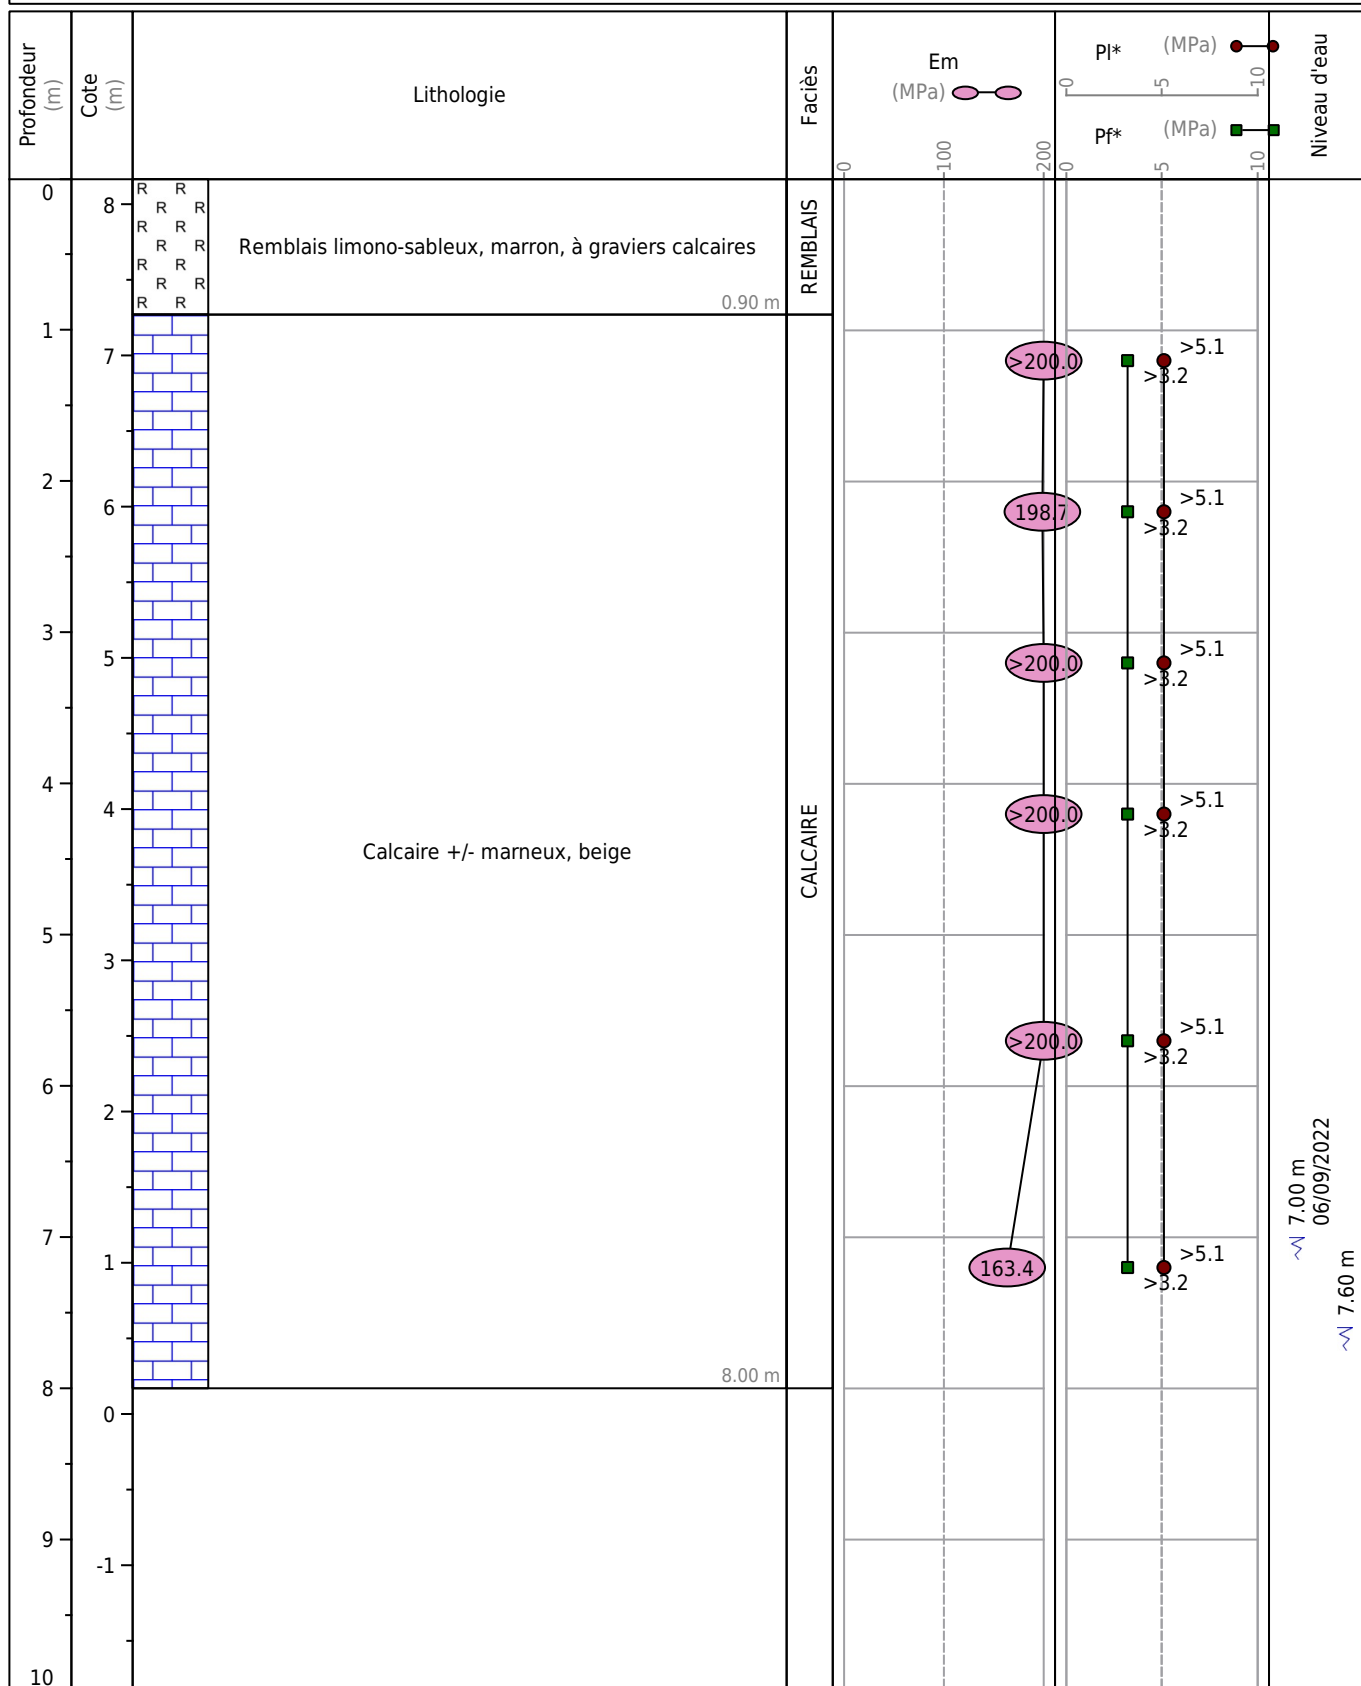 Profondeur
(m)
Cote
(m)
Lithologie
Faciès
Em
(MPa)
0
100
200
Pl*
(MPa)
0
5
10
Pf*
(MPa)
0
5
10
Niveau d'eau
0
1
2
3
4
5
6
7
8
9
10
8
7
6
5
4
3
2
1
0
-1
R R
R R
R R
R R
R R
R R
R R
Remblais limono-sableux, marron, à graviers calcaires
0.90 m
REMBLAIS
Calcaire +/- marneux, beige
8.00 m
CALCAIRE
>200.0
>5.1
>3.2
198.7
>5.1
>3.2
>200.0
>5.1
>3.2
>200.0
>5.1
>3.2
>200.0
>5.1
>3.2
163.4
>5.1
>3.2
7.00 m
06/09/2022
7.60 m